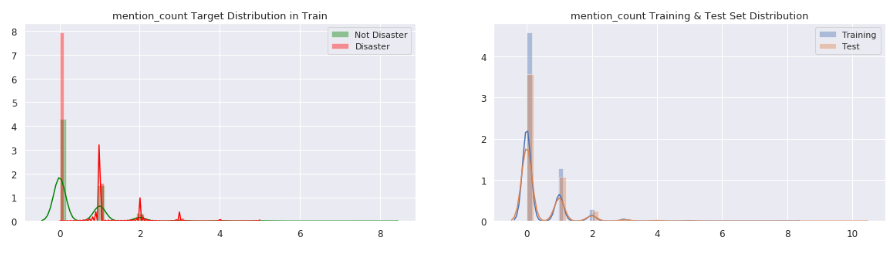 mention_count Target Distribution in Train
8
7
6
5
4
3
2
1
0
Not Disaster
Disaster
0 2 4 6 8
mention_count Training & Test Set Distribution
4
3
2
1
0
Training
Test
0 2 4 6 8 10